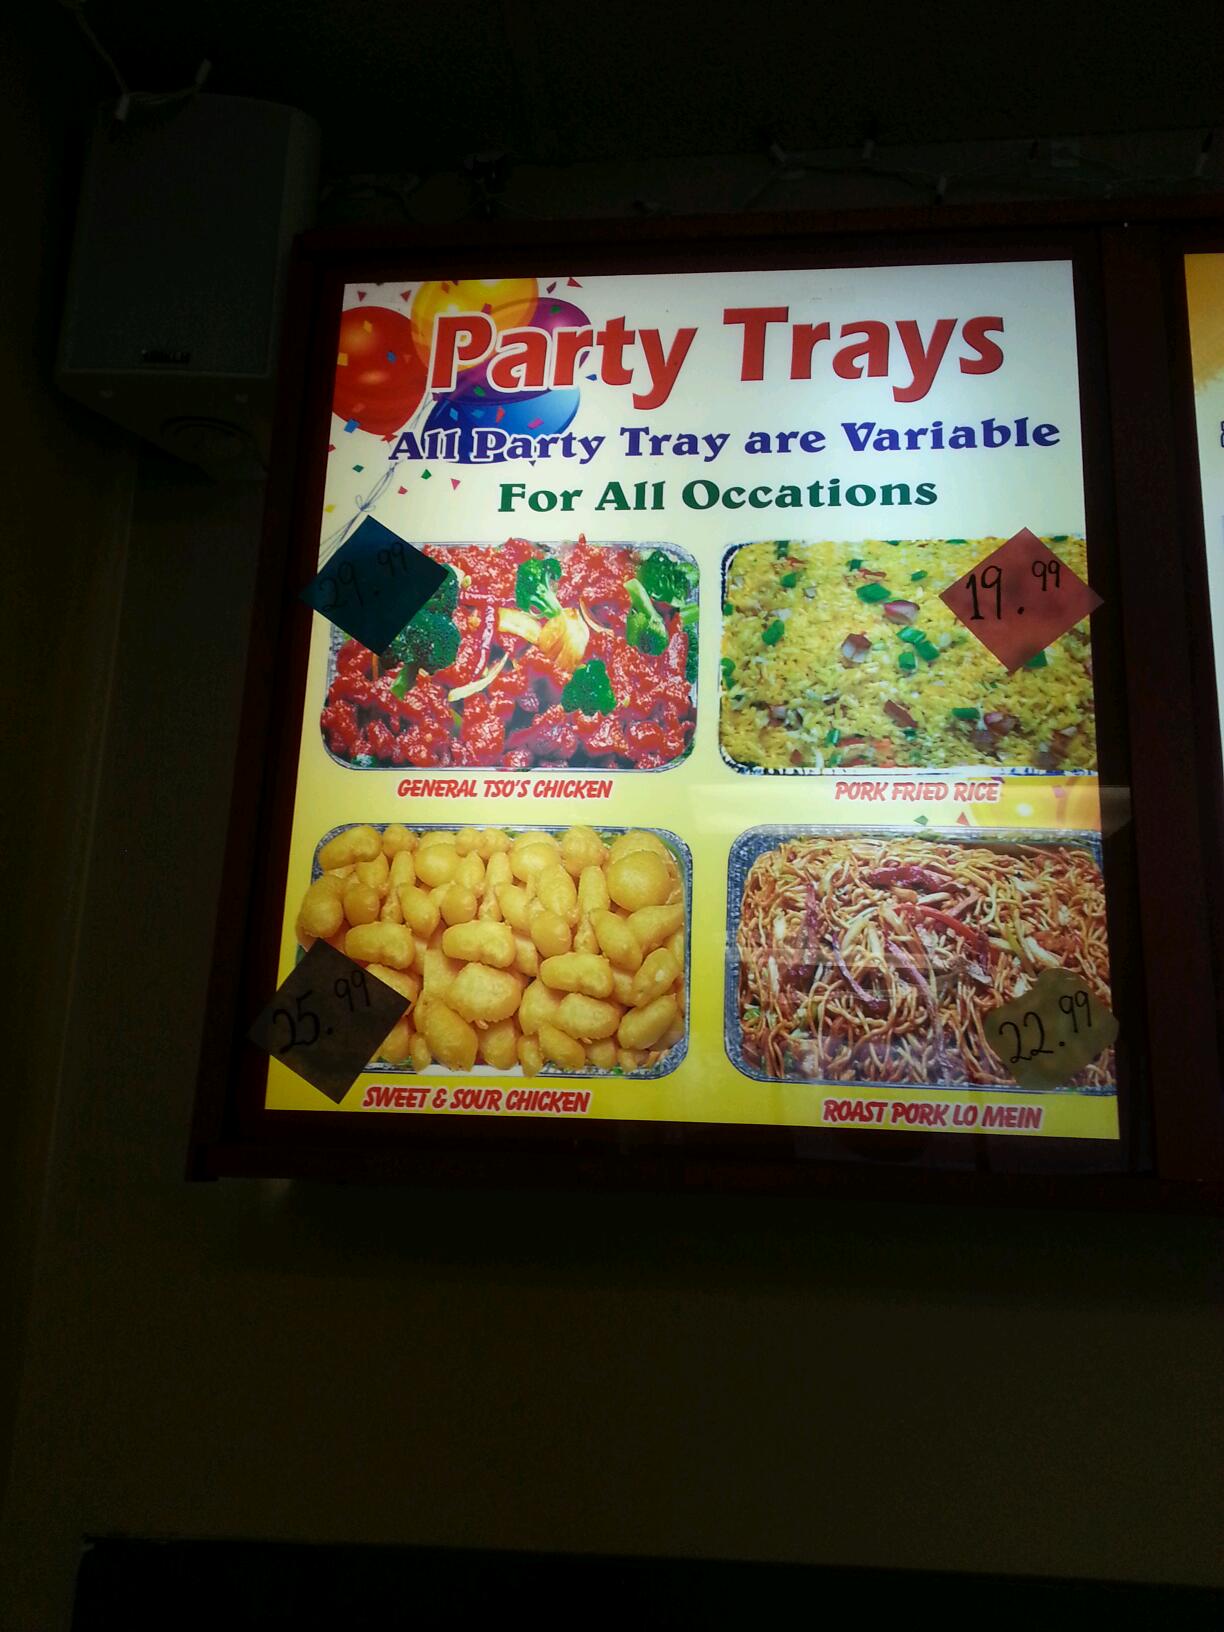 Party Trays
All Party Tray are Variable
For All Occations
29.99
19.99
GENERAL TSO'S CHICKEN
PORK FRIED RICE
25.99
22.99
SWEET & SOUR CHICKEN
ROAST PORK LO MEIN